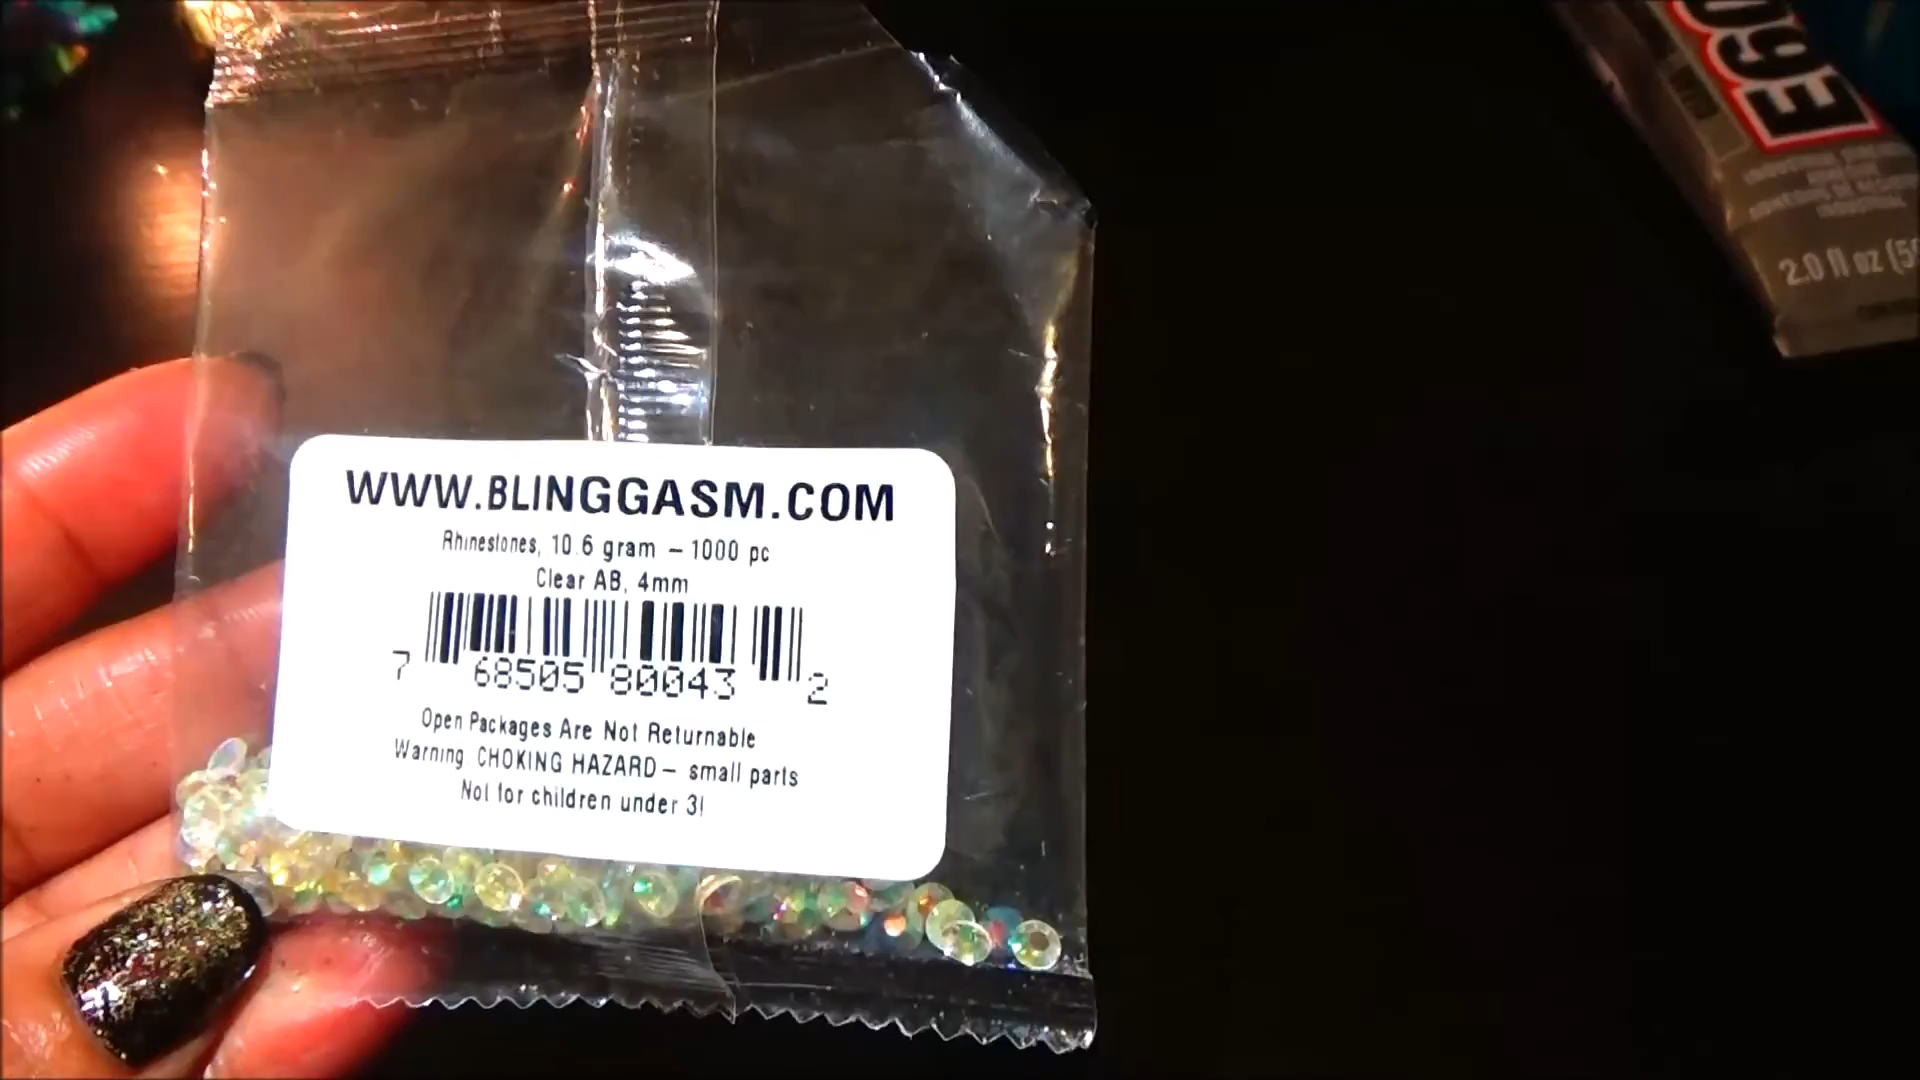 WWW.BLINGGASM.COM
Rhinestones, 10.6 gram – 1000 pc
Clear AB, 4mm
7 68505 80043 2
Open Packages Are Not Returnable
Warning: CHOKING HAZARD – small parts
Not for children under 3!
2.0 fl oz (59